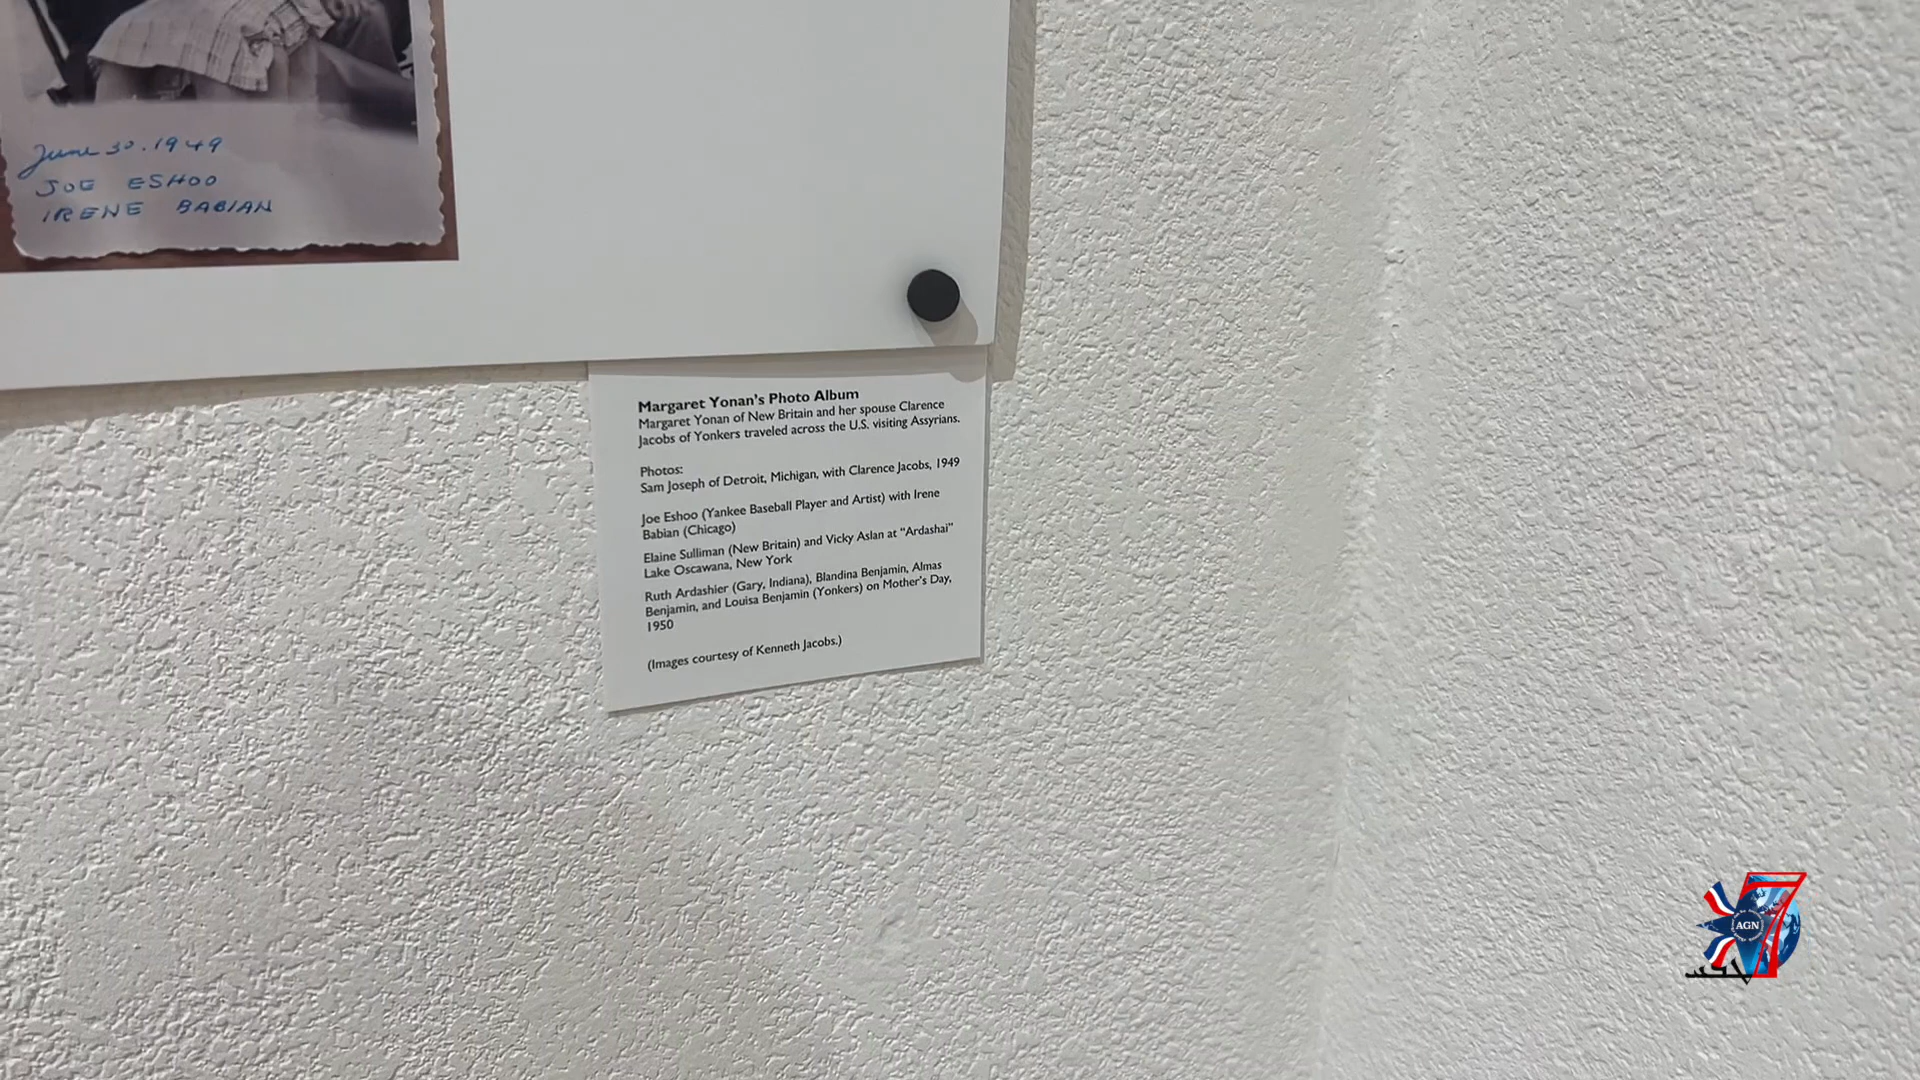 June 30. 1949
JOE ESHOO
IRENE BABIAN
Margaret Yonan's Photo Album
Margaret Yonan of New Britain and her spouse Clarence
Jacobs of Yonkers traveled across the U.S. visiting Assyrians.
Photos:
Sam Joseph of Detroit, Michigan, with Clarence Jacobs, 1949
Joe Eshoo (Yankee Baseball Player and Artist) with Irene
Babian (Chicago)
Elaine Sulliman (New Britain) and Vicky Aslan at “Ardashai”
Lake Oscawana, New York
Ruth Ardashier (Gary, Indiana), Blandina Benjamin, Almas
Benjamin, and Louisa Benjamin (Yonkers) on Mother's Day,
1950
(Images courtesy of Kenneth Jacobs.)
7
AGN